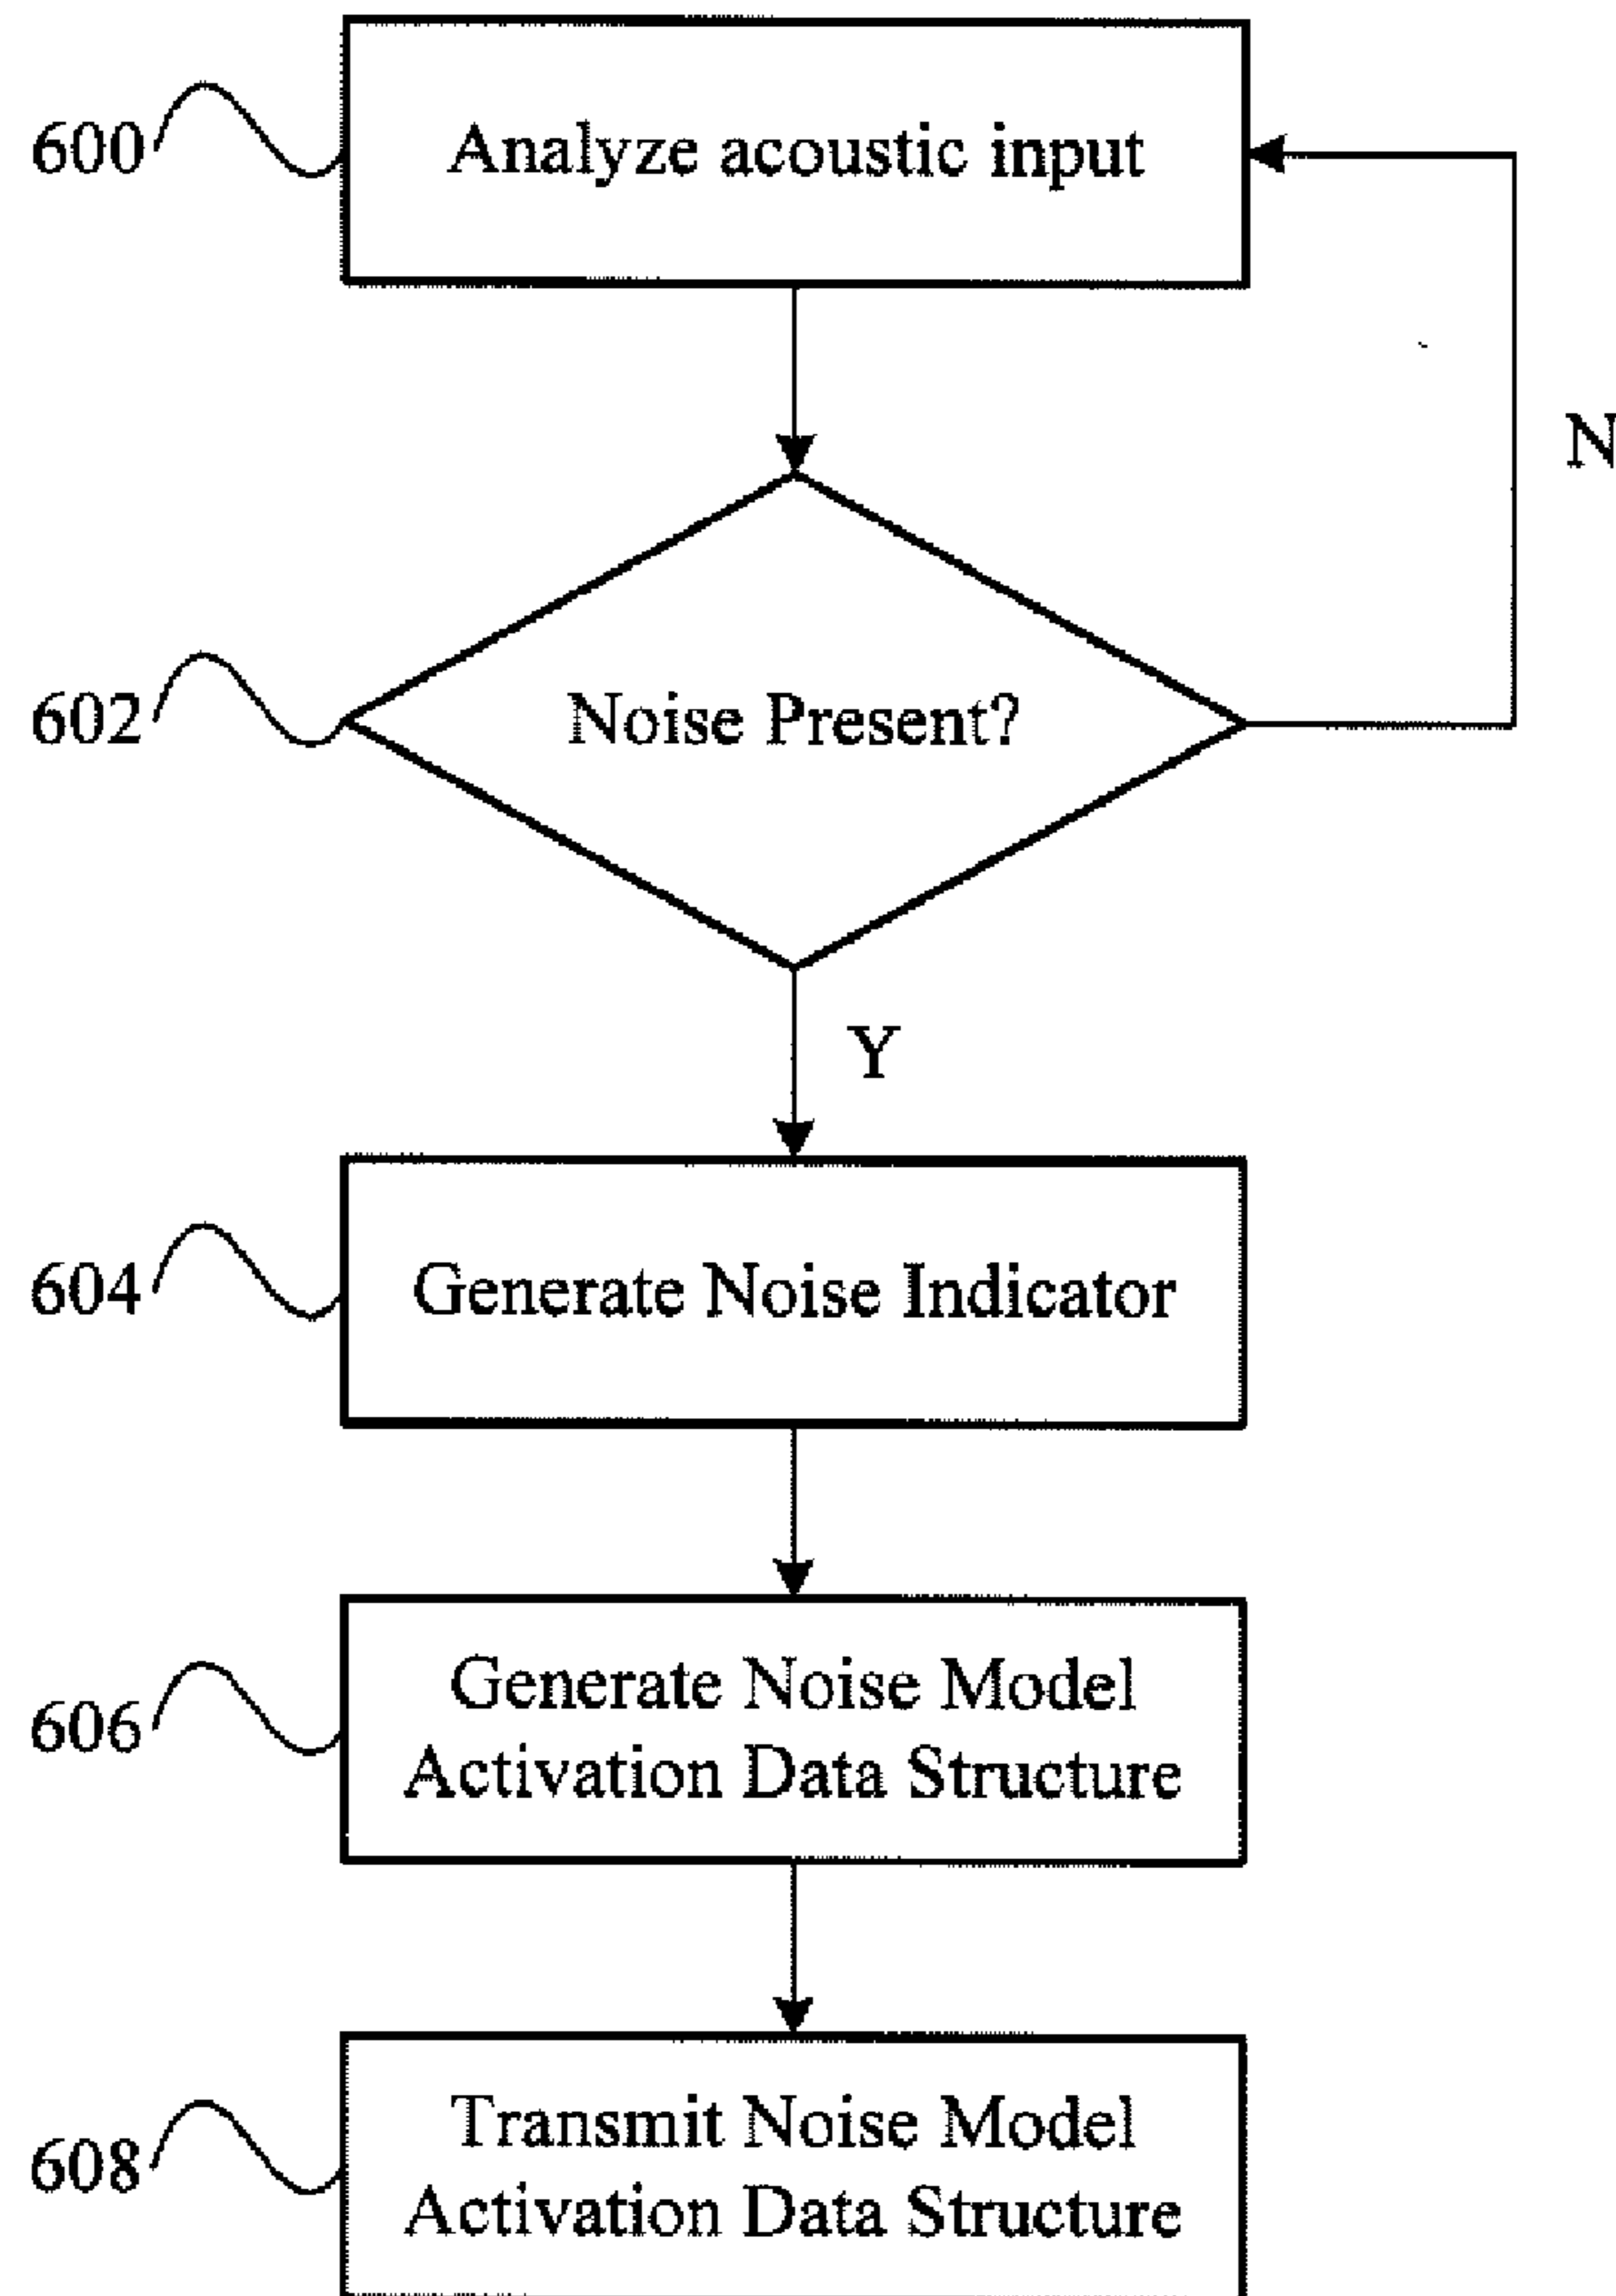 600
Analyze acoustic input
N
602
Noise Present?
Y
604
Generate Noise Indicator
606
Generate Noise Model
Activation Data Structure
608
Transmit Noise Model
Activation Data Structure